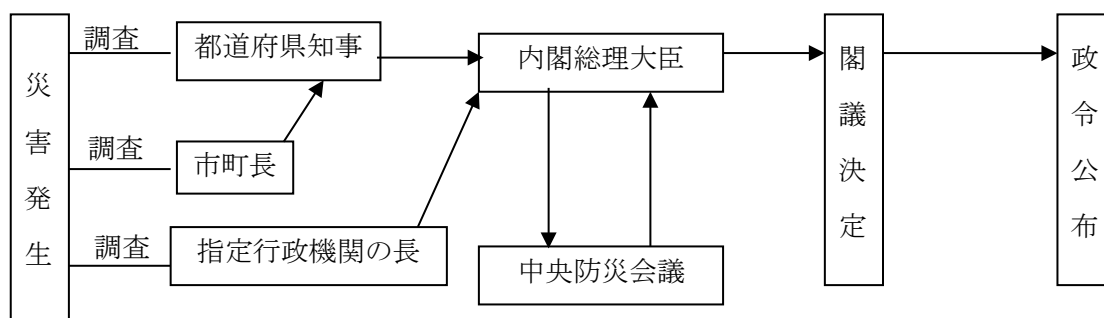 災害発生
調査
都道府県知事
調査
市町長
調査
指定行政機関の長
内閣総理大臣
中央防災会議
閣議決定
政令公布